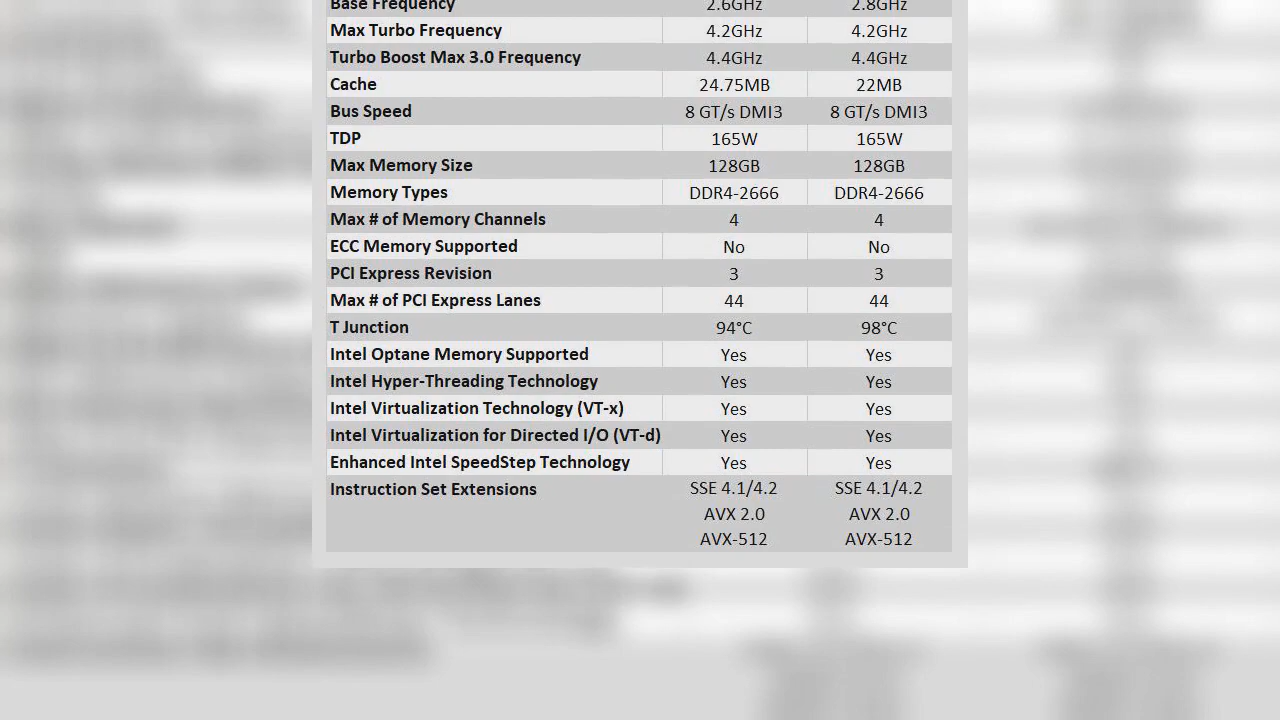 Base Frequency 2.6GHz 2.8GHz
Max Turbo Frequency 4.2GHz 4.2GHz
Turbo Boost Max 3.0 Frequency 4.4GHz 4.4GHz
Cache 24.75MB 22MB
Bus Speed 8 GT/s DMI3 8 GT/s DMI3
TDP 165W 165W
Max Memory Size 128GB 128GB
Memory Types DDR4-2666 DDR4-2666
Max # of Memory Channels 4 4
ECC Memory Supported No No
PCI Express Revision 3 3
Max # of PCI Express Lanes 44 44
T Junction 94°C 98°C
Intel Optane Memory Supported Yes Yes
Intel Hyper-Threading Technology Yes Yes
Intel Virtualization Technology (VT-x) Yes Yes
Intel Virtualization for Directed I/O (VT-d) Yes Yes
Enhanced Intel SpeedStep Technology Yes Yes
Instruction Set Extensions SSE 4.1/4.2 SSE 4.1/4.2
AVX 2.0 AVX 2.0
AVX-512 AVX-512